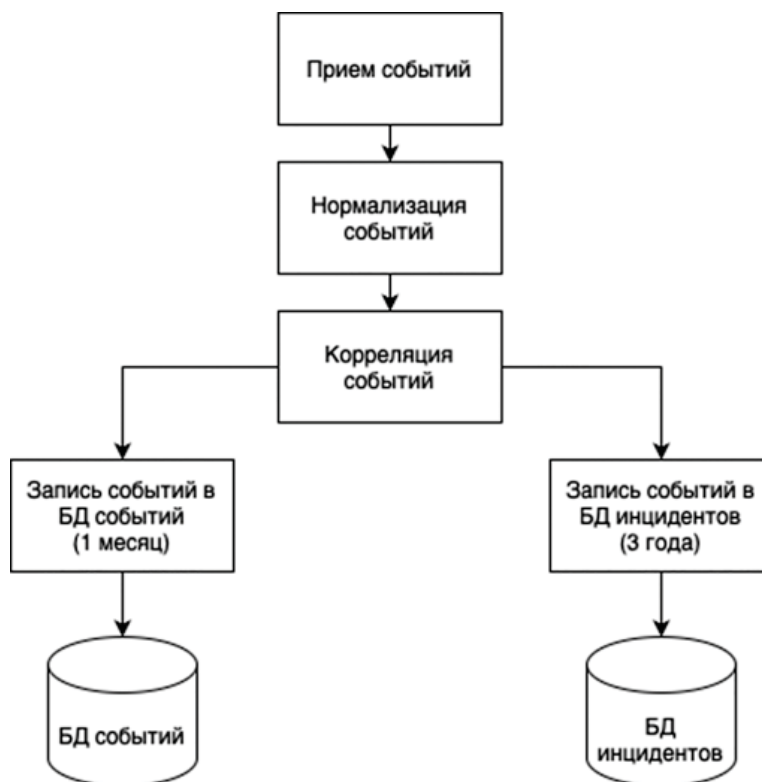 Прием событий
Нормализация
событий
Корреляция
событий
Запись событий в
БД событий
(1 месяц)
Запись событий в
БД инцидентов
(3 года)
БД событий
БД
инцидентов